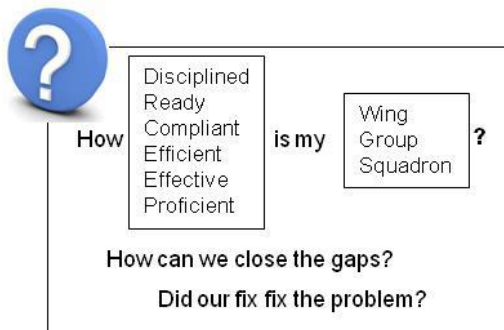 ?
Disciplined
Ready
Compliant
Efficient
Effective
Proficient
How
is my
Wing
Group
Squadron
?
How can we close the gaps?
Did our fix fix the problem?